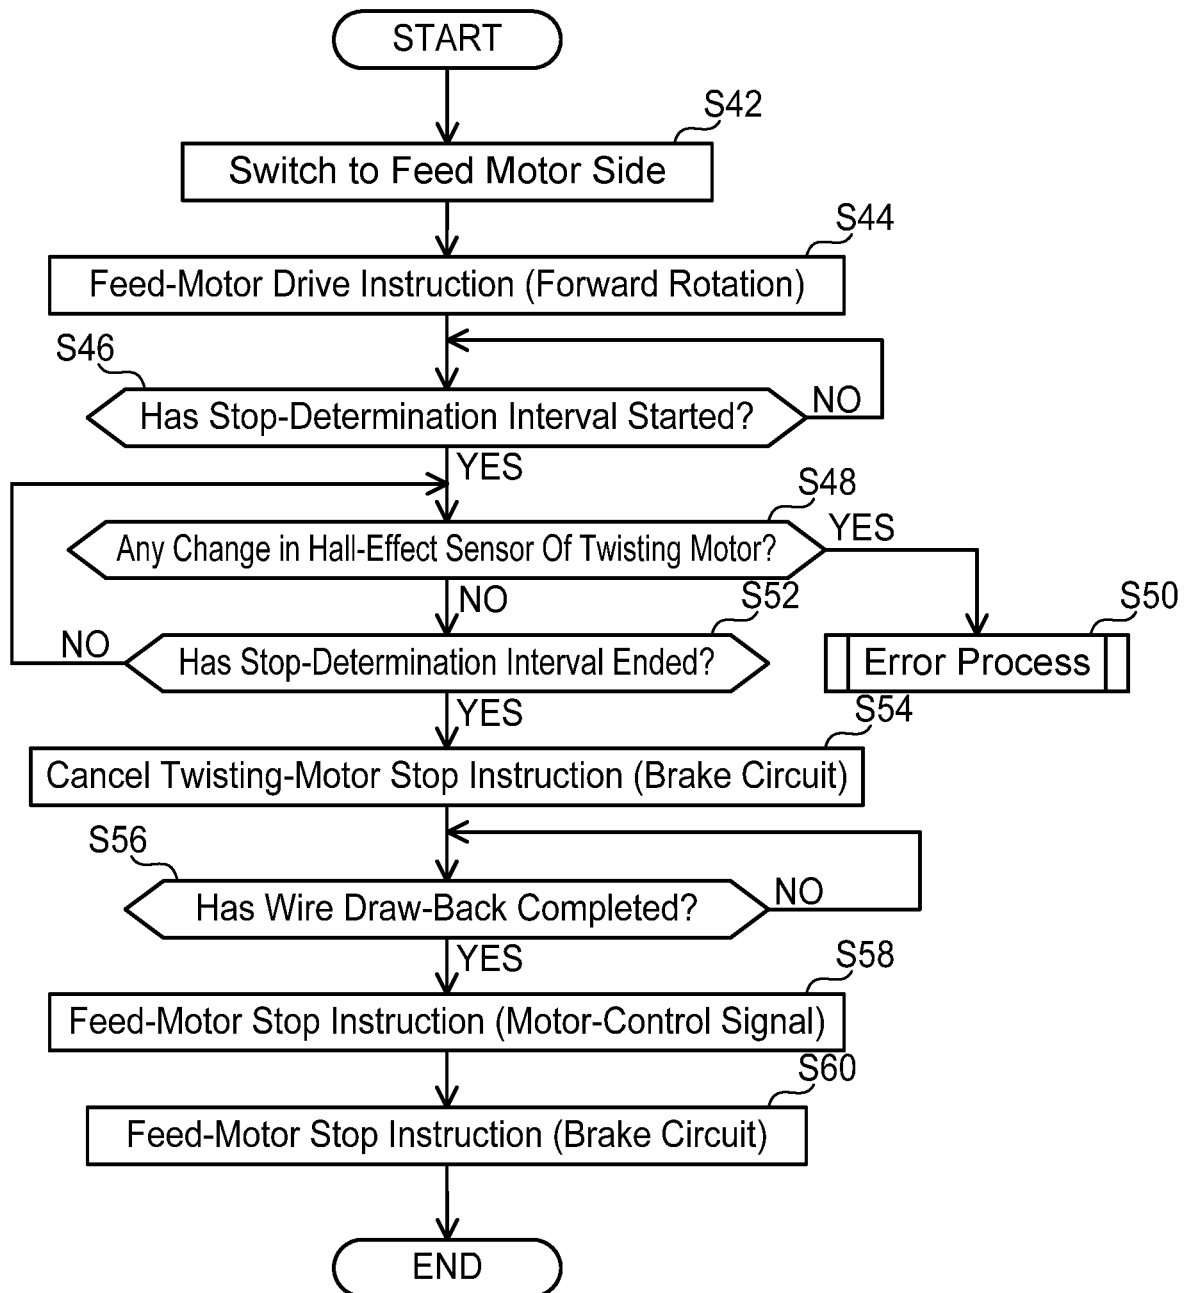 START
S42
Switch to Feed Motor Side
S44
Feed-Motor Drive Instruction (Forward Rotation)
S46
Has Stop-Determination Interval Started?
NO
YES
S48
Any Change in Hall-Effect Sensor Of Twisting Motor?
YES
NO
S52
S50
NO
Has Stop-Determination Interval Ended?
Error Process
YES
S54
Cancel Twisting-Motor Stop Instruction (Brake Circuit)
S56
Has Wire Draw-Back Completed?
NO
YES
S58
Feed-Motor Stop Instruction (Motor-Control Signal)
S60
Feed-Motor Stop Instruction (Brake Circuit)
END